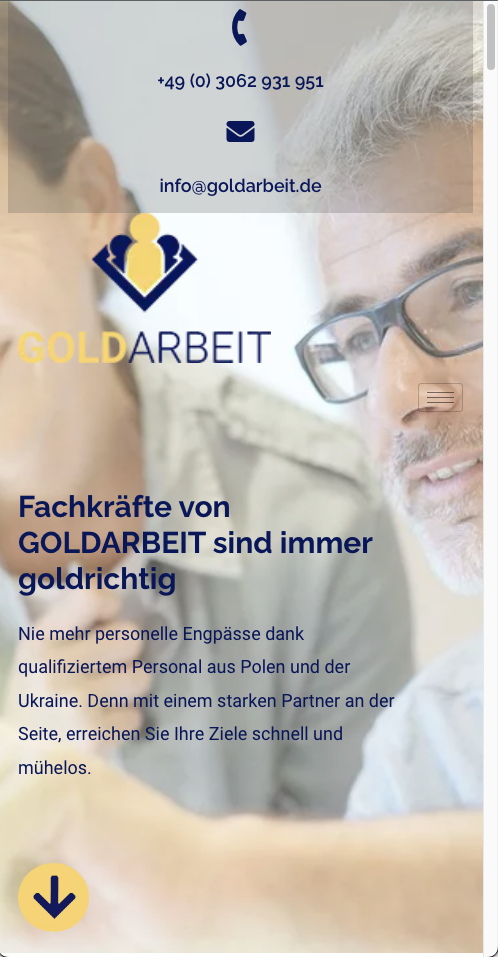 +49 (0) 3062 931 951
info@goldarbeit.de
GOLDARBEIT
Fachkräfte von
GOLDARBEIT sind immer
goldrichtig
Nie mehr personelle Engpässe dank
qualifiziertem Personal aus Polen und der
Ukraine. Denn mit einem starken Partner an der
Seite, erreichen Sie Ihre Ziele schnell und
mühelos.